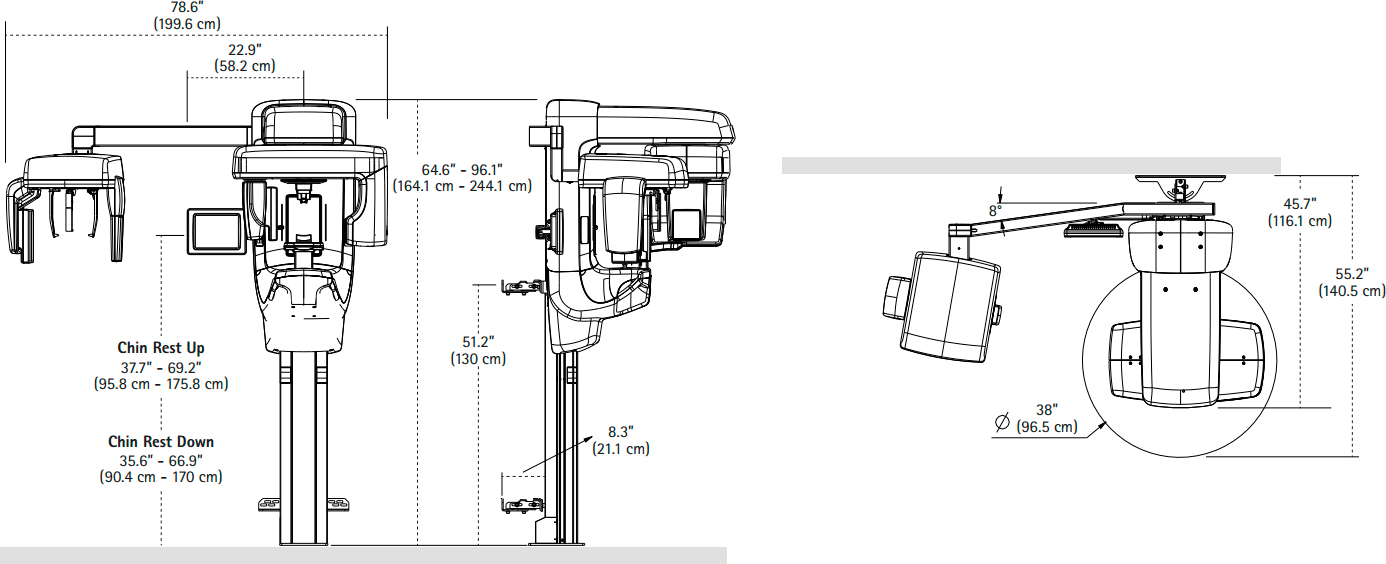 78.6"
(199.6 cm)
22.9"
(58.2 cm)
64.6" - 96.1"
(164.1 cm - 244.1 cm)
Chin Rest Up
37.7" - 69.2"
(95.8 cm - 175.8 cm)
Chin Rest Down
35.6" - 66.9"
(90.4 cm - 170 cm)
51.2"
(130 cm)
8.3"
(21.1 cm)
8°
45.7"
(116.1 cm)
55.2"
(140.5 cm)
∅ 38"
(96.5 cm)